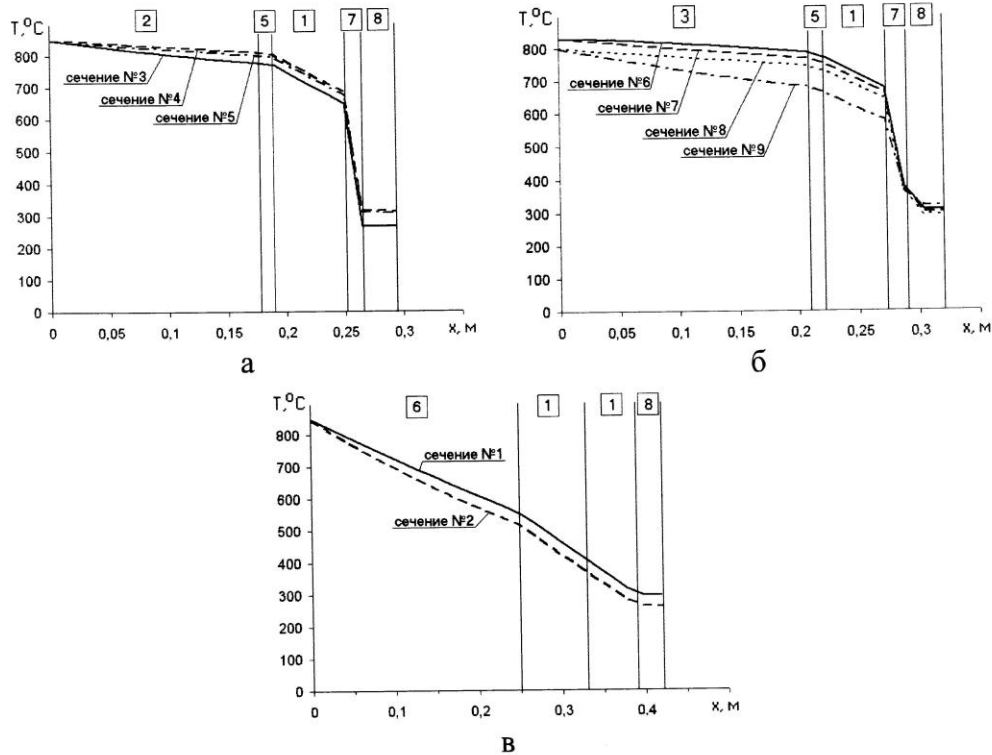 T,°C
2
5
1
7
8
800
700
600
500
400
300
200
100
0
сечение №3
сечение №4
сечение №5
0 0,05 0,1 0,15 0,2 0,25 0,3
x, м
а
T,°C
3
5
1
7
8
800
700
600
500
400
300
200
100
0
сечение №6
сечение №7
сечение №8
сечение №9
0 0,05 0,1 0,15 0,2 0,25 0,3
x, м
б
T,°C
6
1
1
8
800
700
600
500
400
300
200
100
0
сечение №1
сечение №2
0 0,1 0,2 0,3 0,4
x, м
в